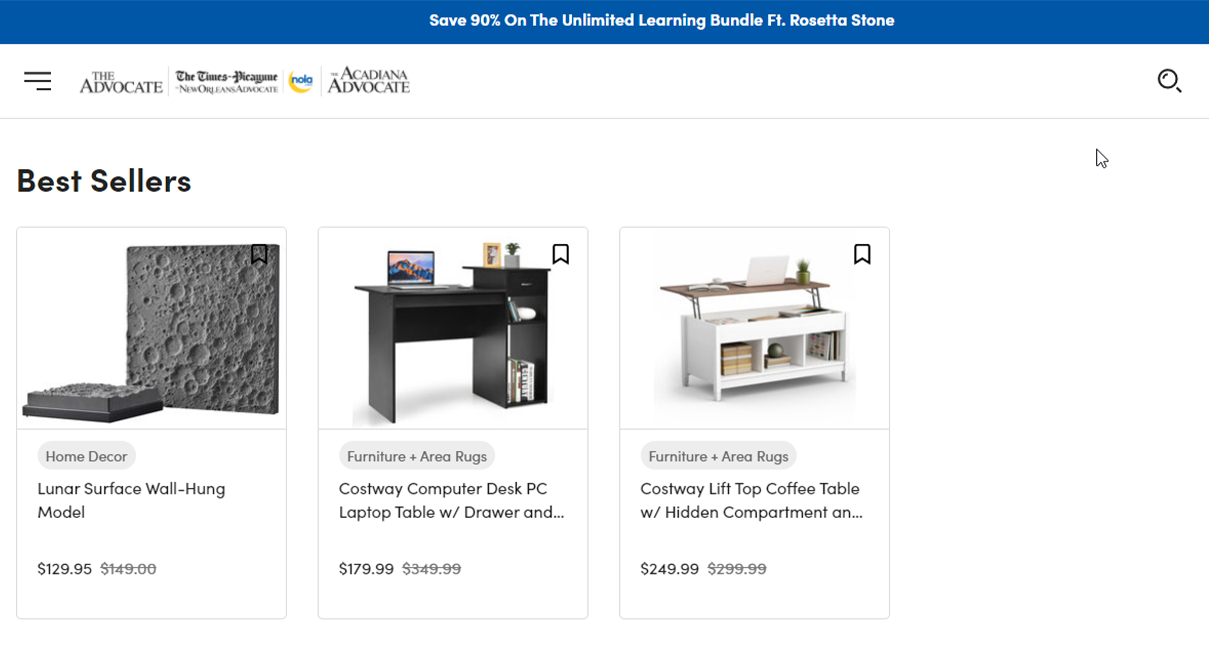 Save 90% On The Unlimited Learning Bundle Ft. Rosetta Stone
THE ADVOCATE
The Times-Picayune
THE NEW ORLEANS ADVOCATE
nola
THE ACADIANA ADVOCATE
Best Sellers
Home Decor
Lunar Surface Wall-Hung
Model
$129.95 $149.00
Furniture + Area Rugs
Costway Computer Desk PC
Laptop Table w/ Drawer and...
$179.99 $349.99
Furniture + Area Rugs
Costway Lift Top Coffee Table
w/ Hidden Compartment an...
$249.99 $299.99